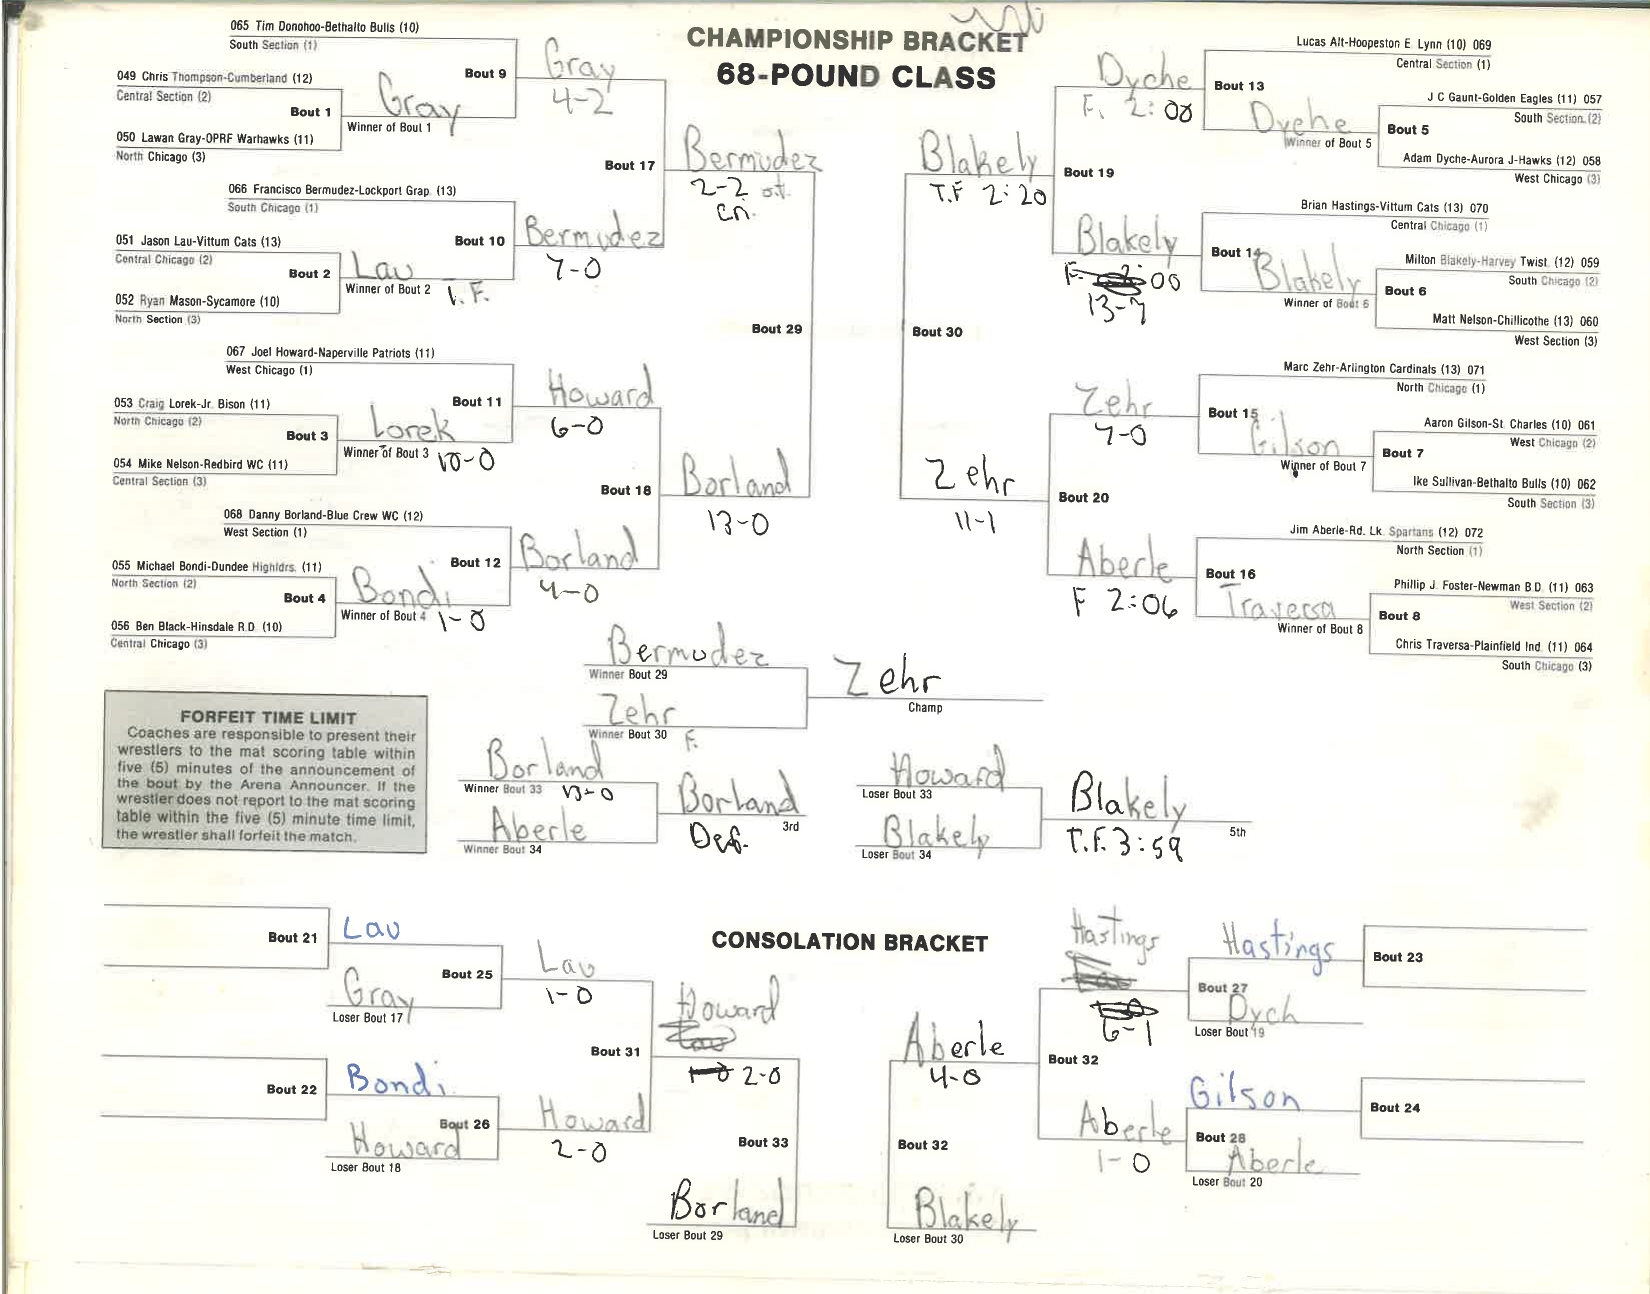 CHAMPIONSHIP BRACKET
68-POUND CLASS
065 Tim Donohoo-Bethalto Bulls (10)
South Section (1)
Bout 9
Gray
4-2
049 Chris Thompson-Cumberland (12)
Central Section (2)
Bout 1
Gray
Winner of Bout 1
050 Lawan Gray-OPRF Warhawks (11)
North Chicago (3)
Bout 17
Bermudez
2-2 o.t.
cri.
066 Francisco Bermudez-Lockport Grap. (13)
South Chicago (1)
Bout 10
Bermudez
7-0
051 Jason Lau-Vittum Cats (13)
Central Chicago (2)
Bout 2
Lau
Winner of Bout 2
T.F.
052 Ryan Mason-Sycamore (10)
North Section (3)
Bout 29
067 Joel Howard-Naperville Patriots (11)
West Chicago (1)
Bout 11
Howard
6-0
053 Craig Lorek-Jr. Bison (11)
North Chicago (2)
Bout 3
Lorek
Winner of Bout 3
10-0
054 Mike Nelson-Redbird WC (11)
Central Section (3)
Bout 18
Borland
13-0
068 Danny Borland-Blue Crew WC (12)
West Section (1)
Bout 12
Borland
4-0
055 Michael Bondi-Dundee Highldrs. (11)
North Section (2)
Bout 4
Bondi
Winner of Bout 4
1-0
056 Ben Black-Hinsdale R.D. (10)
Central Chicago (3)
Lucas Alt-Hoopeston E. Lynn (10) 069
Central Section (1)
Dyche
F. 2:00
Bout 13
J C Gaunt-Golden Eagles (11) 057
South Section (2)
Dyche
Winner of Bout 5
Bout 5
Adam Dyche-Aurora J-Hawks (12) 058
West Chicago (3)
Blakely
T.F 2:20
Bout 19
Brian Hastings-Vittum Cats (13) 070
Central Chicago (1)
Blakely
F. 2:00
13-7
Bout 14
Milton Blakely-Harvey Twist. (12) 059
South Chicago (2)
Blakely
Winner of Bout 6
Bout 6
Matt Nelson-Chillicothe (13) 060
West Section (3)
Bout 30
Marc Zehr-Arlington Cardinals (13) 071
North Chicago (1)
Zehr
7-0
Bout 15
Aaron Gilson-St. Charles (10) 061
West Chicago (2)
Gilson
Winner of Bout 7
Bout 7
Ike Sullivan-Bethalto Bulls (10) 062
South Section (3)
Zehr
11-1
Bout 20
Jim Aberle-Rd. Lk. Spartans (12) 072
North Section (1)
Aberle
F 2:06
Bout 16
Phillip J. Foster-Newman B.D. (11) 063
West Section (2)
Traversa
Winner of Bout 8
Bout 8
Chris Traversa-Plainfield Ind. (11) 064
South Chicago (3)
Bermudez
Winner Bout 29
Zehr
Champ
Zehr
Winner Bout 30
F.
FORFEIT TIME LIMIT
Coaches are responsible to present their
wrestlers to the mat scoring table within
five (5) minutes of the announcement of
the bout by the Arena Announcer. If the
wrestler does not report to the mat scoring
table within the five (5) minute time limit,
the wrestler shall forfeit the match.
Borland
Winner Bout 33
13-0
Borland
3rd
Def.
Aberle
Winner Bout 34
Howard
Loser Bout 33
Blakely
5th
T.F. 3:59
Blakely
Loser Bout 34
CONSOLATION BRACKET
Bout 21
Lau
Bout 25
Lau
1-0
Gray
Loser Bout 17
Bout 31
Howard
2-0
Bout 22
Bondi
Bout 26
Howard
2-0
Howard
Loser Bout 18
Bout 33
Borland
Loser Bout 29
Hastings
6-1
Hastings
Bout 23
Bout 27
Dych
Loser Bout 19
Aberle
4-0
Bout 32
Gilson
Bout 24
Aberle
1-0
Bout 28
Aberle
Loser Bout 20
Bout 32
Blakely
Loser Bout 30